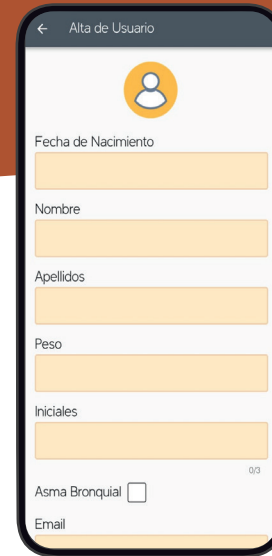 Alta de Usuario
Fecha de Nacimiento
Nombre
Apellidos
Peso
Iniciales
0/3
Asma Bronquial
Email